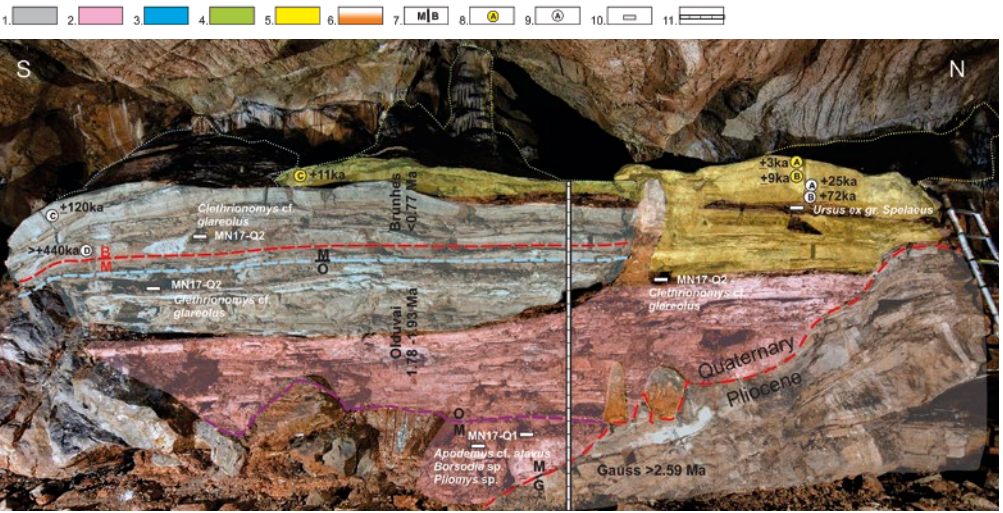 1. 2. 3. 4. 5. 6. 7. M B 8. A 9. A 10. 11.
S
N
+3ka A
+9ka B
C +11ka
A +25ka
B +72ka
Ursus ex gr. Spelaeus
C +120ka
Clethrionomys cf.
glareolus
MN17-Q2
Brunhes
<0.77 Ma
>+440ka D
B
M
M
O
MN17-Q2
Clethrionomys cf.
glareolus
MN17-Q2
Clethrionomys cf.
glareolus
Olduvai
1.78 - 1.93 Ma
Quaternary
Pliocene
O
M
MN17-Q1
Apodemus cf. atavus
Borsodia sp.
Pliomys sp.
M
G
Gauss >2.59 Ma